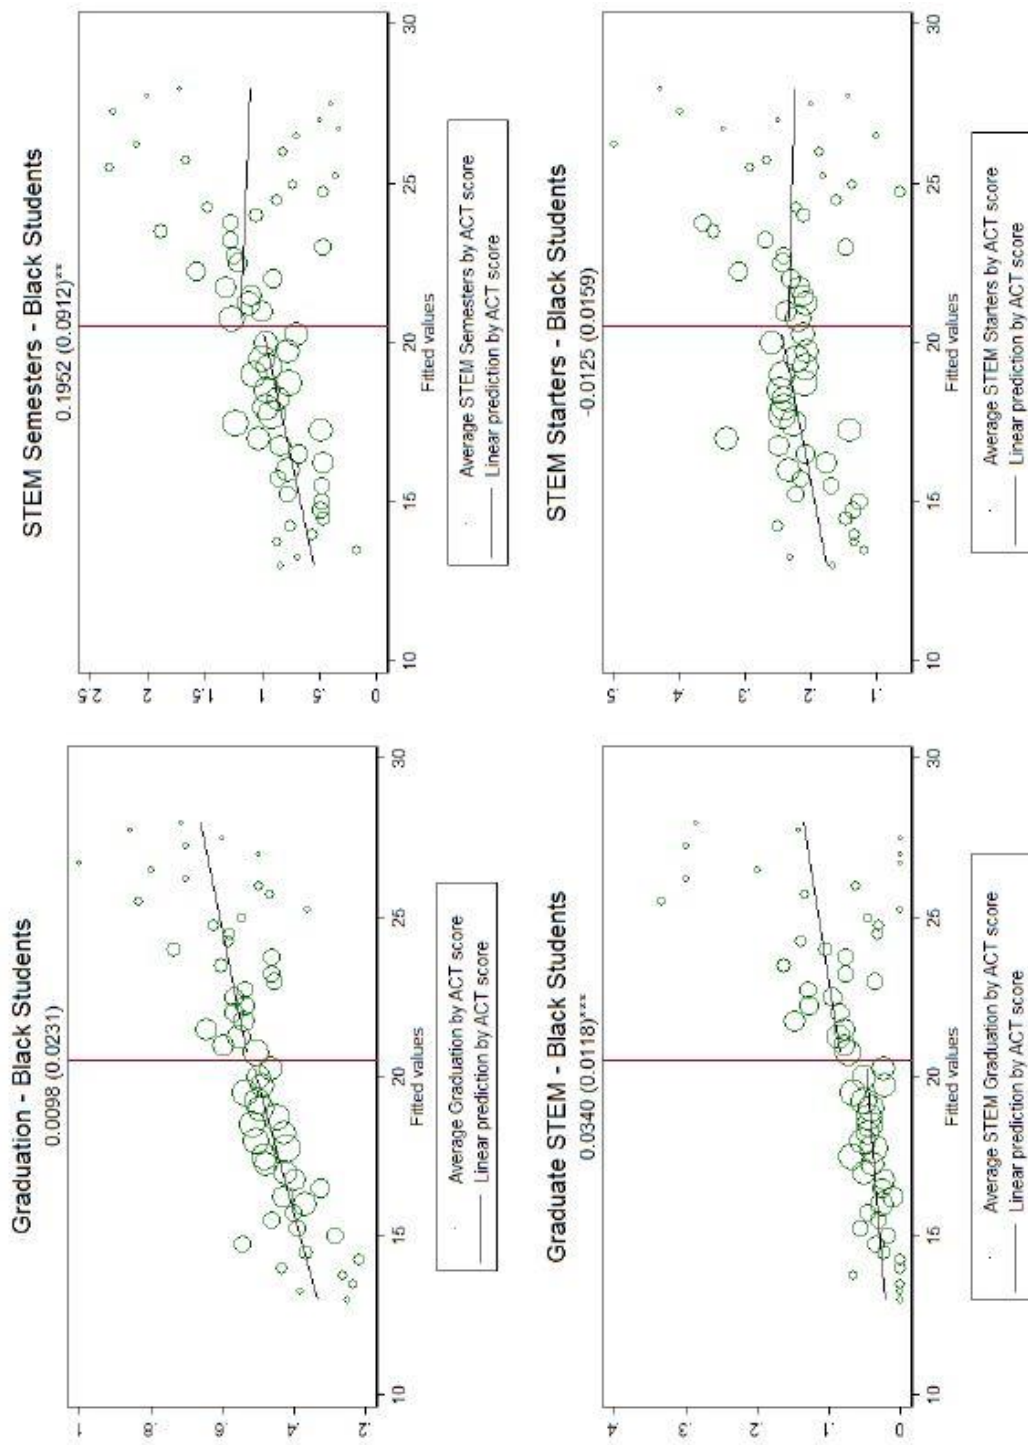 Graduation - Black Students
0.0098 (0.0231)
1
.8
.6
.4
.2
10 15 20 25 30
Fitted values
Average Graduation by ACT score
Linear prediction by ACT score
STEM Semesters - Black Students
0.1952 (0.0912)**
2.5
2
1.5
1
.5
0
10 15 20 25 30
Fitted values
Average STEM Semesters by ACT score
Linear prediction by ACT score
Graduate STEM - Black Students
0.0340 (0.0118)***
.4
.3
.2
.1
0
10 15 20 25 30
Fitted values
Average STEM Graduation by ACT score
Linear prediction by ACT score
STEM Starters - Black Students
-0.0125 (0.0159)
.5
.4
.3
.2
.1
10 15 20 25 30
Fitted values
Average STEM Starters by ACT score
Linear prediction by ACT score